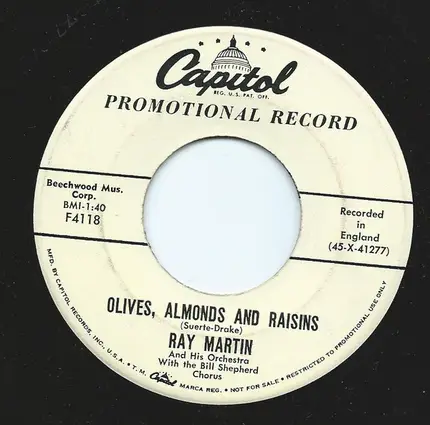 Capitol
REG. U.S. PAT. OFF.
PROMOTIONAL RECORD
Beechwood Mus.
Corp.
BMI-1:40
F4118
Recorded
in
England
(45-X-41277)
OLIVES, ALMONDS AND RAISINS
(Suerte-Drake)
RAY MARTIN
And His Orchestra
With the Bill Shepherd
Chorus
MFD. BY CAPITOL RECORDS, INC., U.S.A. • T.M. Capitol MARCA REG. • NOT FOR SALE • RESTRICTED TO PROMOTIONAL USE ONLY